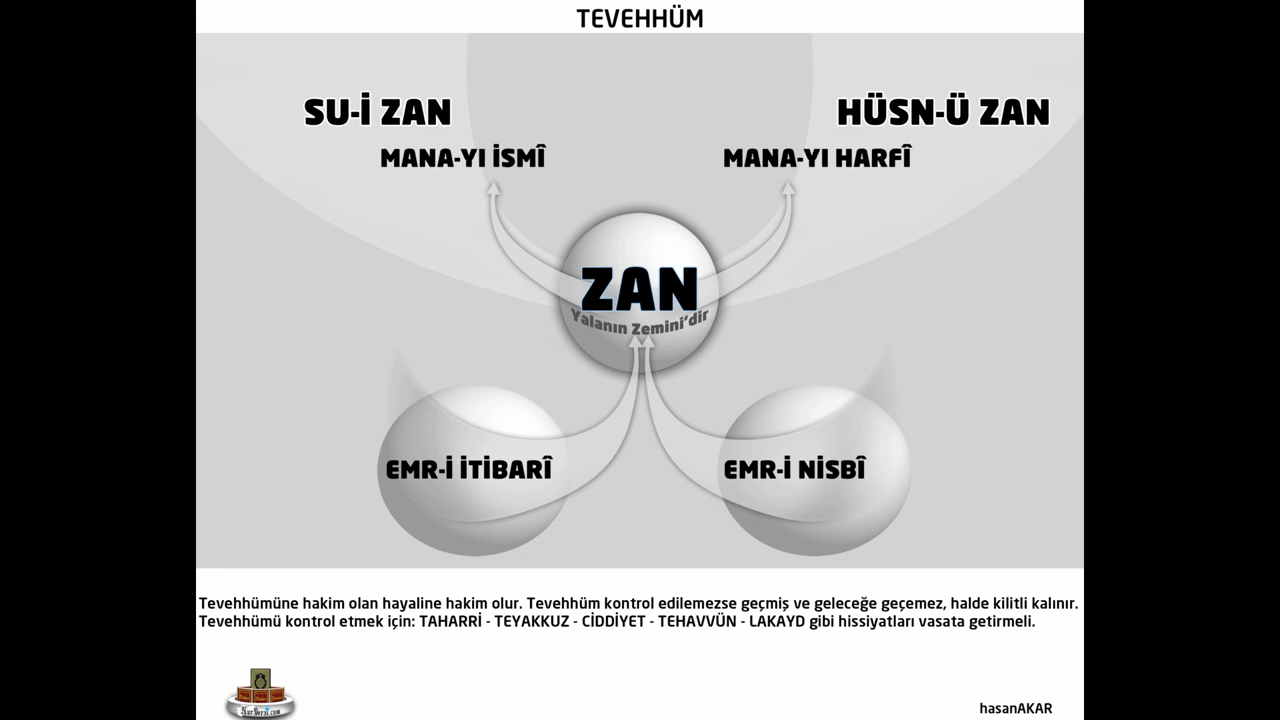 TEVEHHÜM
SU-İ ZAN
HÜSN-Ü ZAN
MANA-YI İSMÎ
MANA-YI HARFÎ
ZAN
Yalanın Zemini'dir
EMR-İ İTİBARÎ
EMR-İ NİSBÎ
Tevehhümüne hakim olan hayaline hakim olur. Tevehhüm kontrol edilemezse geçmiş ve geleceğe geçemez, halde kilitli kalınır.
Tevehhümü kontrol etmek için: TAHARRİ - TEYAKKUZ - CİDDİYET - TEHAVVÜN - LAKAYD gibi hissiyatları vasata getirmeli.
NurDersi.com
hasanAKAR